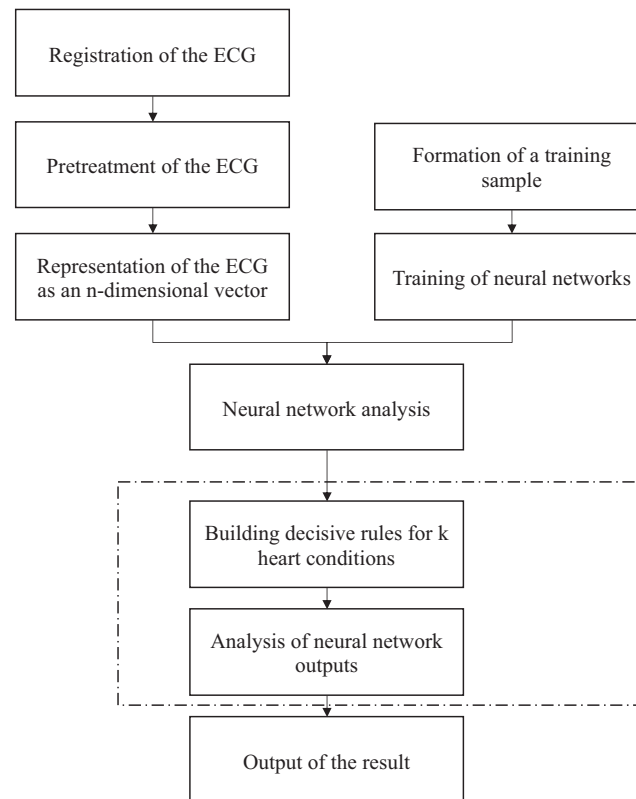 Registration of the ECG
Pretreatment of the ECG
Formation of a training
sample
Representation of the ECG
as an n-dimensional vector
Training of neural networks
Neural network analysis
Building decisive rules for k
heart conditions
Analysis of neural network
outputs
Output of the result